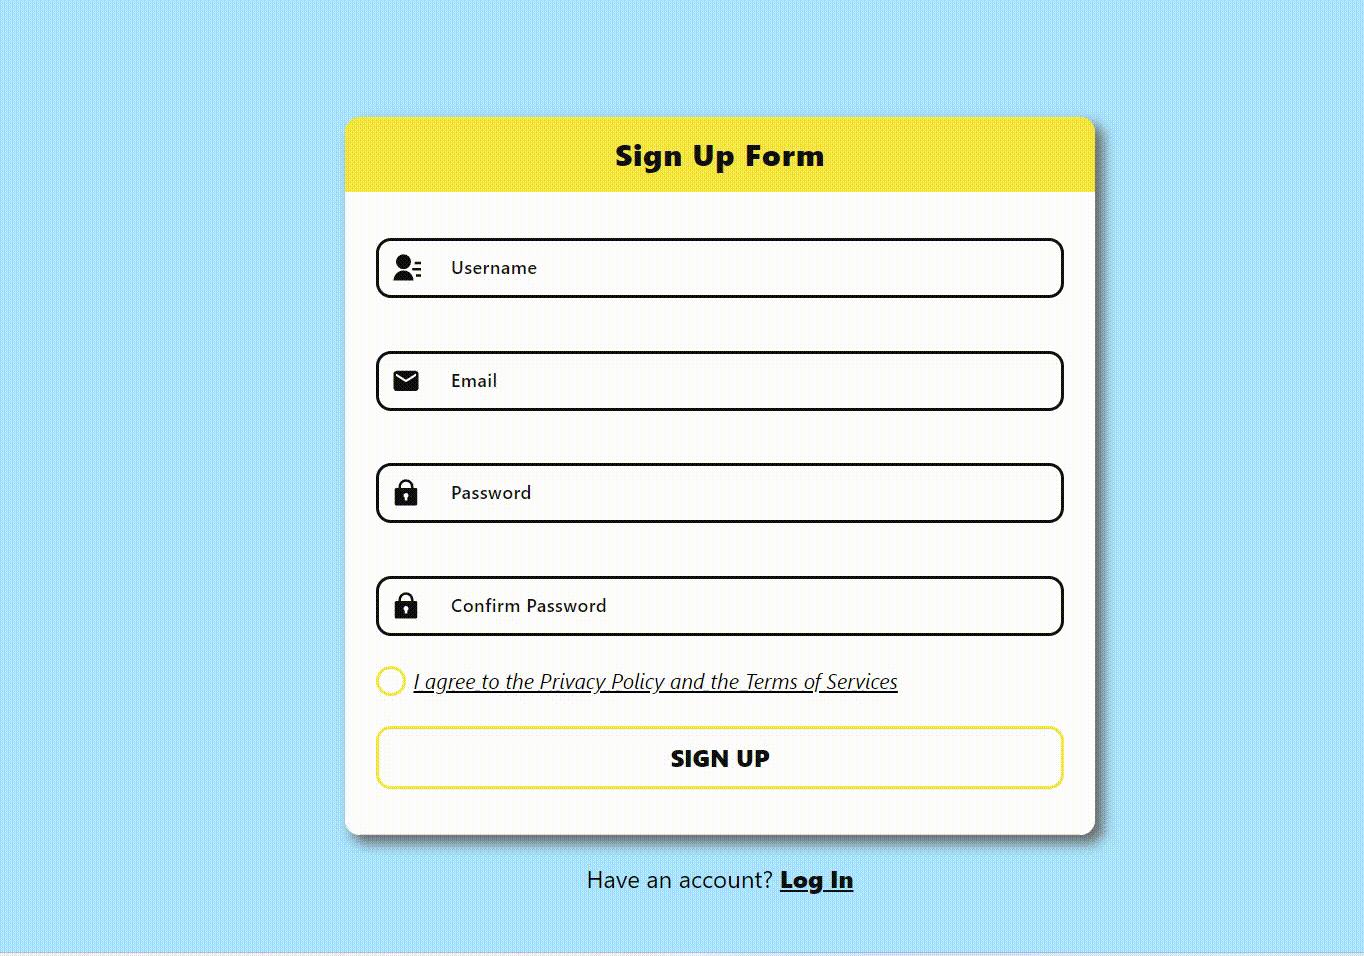 Sign Up Form
Username
Email
Password
Confirm Password
I agree to the Privacy Policy and the Terms of Services
SIGN UP
Have an account? Log In